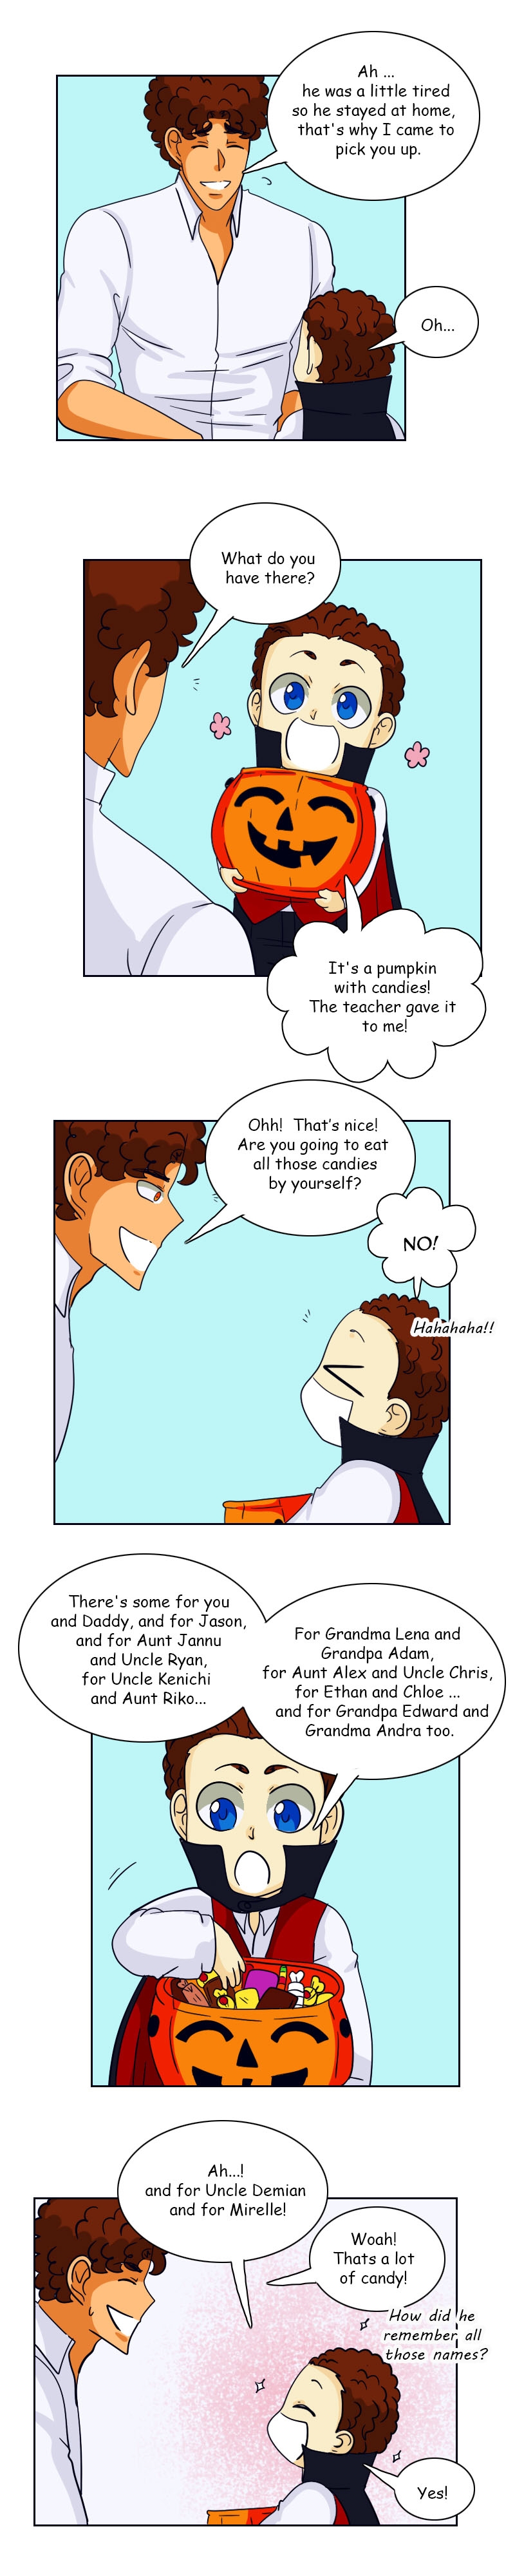 Ah ...
he was a little tired
so he stayed at home,
that's why I came to
pick you up.
Oh...
What do you
have there?
It's a pumpkin
with candies!
The teacher gave it
to me!
Ohh! That's nice!
Are you going to eat
all those candies
by yourself?
NO!
Hahahaha!!
There's some for you
and Daddy, and for Jason,
and for Aunt Jannu
and Uncle Ryan,
for Uncle Kenichi
and Aunt Riko...
For Grandma Lena and
Grandpa Adam,
for Aunt Alex and Uncle Chris,
for Ethan and Chloe ...
and for Grandpa Edward and
Grandma Andra too.
Ah...!
and for Uncle Demian
and for Mirelle!
Woah!
Thats a lot
of candy!
How did he
remember all
those names?
Yes!